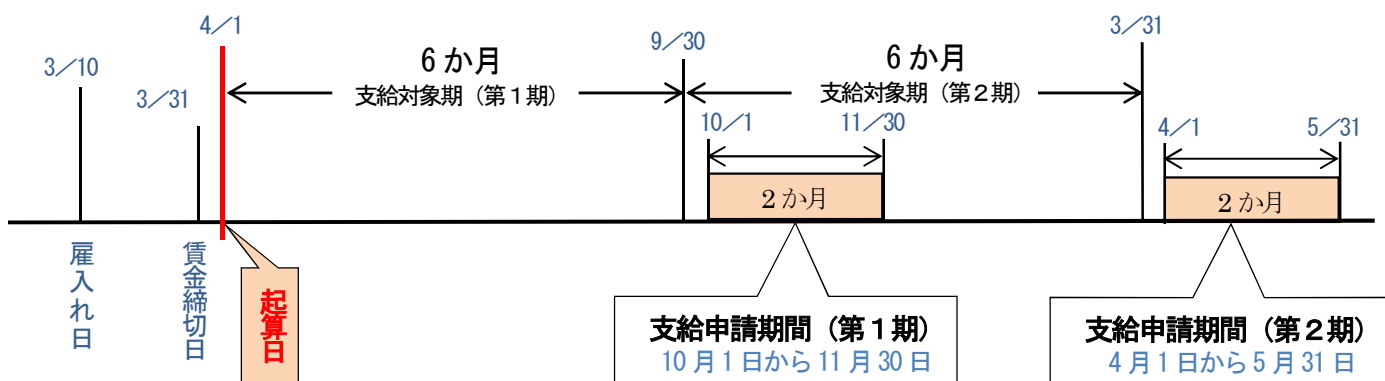 4／1
9／30
3／31
3／10
6か月
6か月
3／31
支給対象期（第１期）
支給対象期（第２期）
10／1
11／30
4／1
5／31
2か月
2か月
雇入れ日
賃金締切日
起算日
支給申請期間（第１期）
10月1日から11月30日
支給申請期間（第２期）
4月1日から5月31日